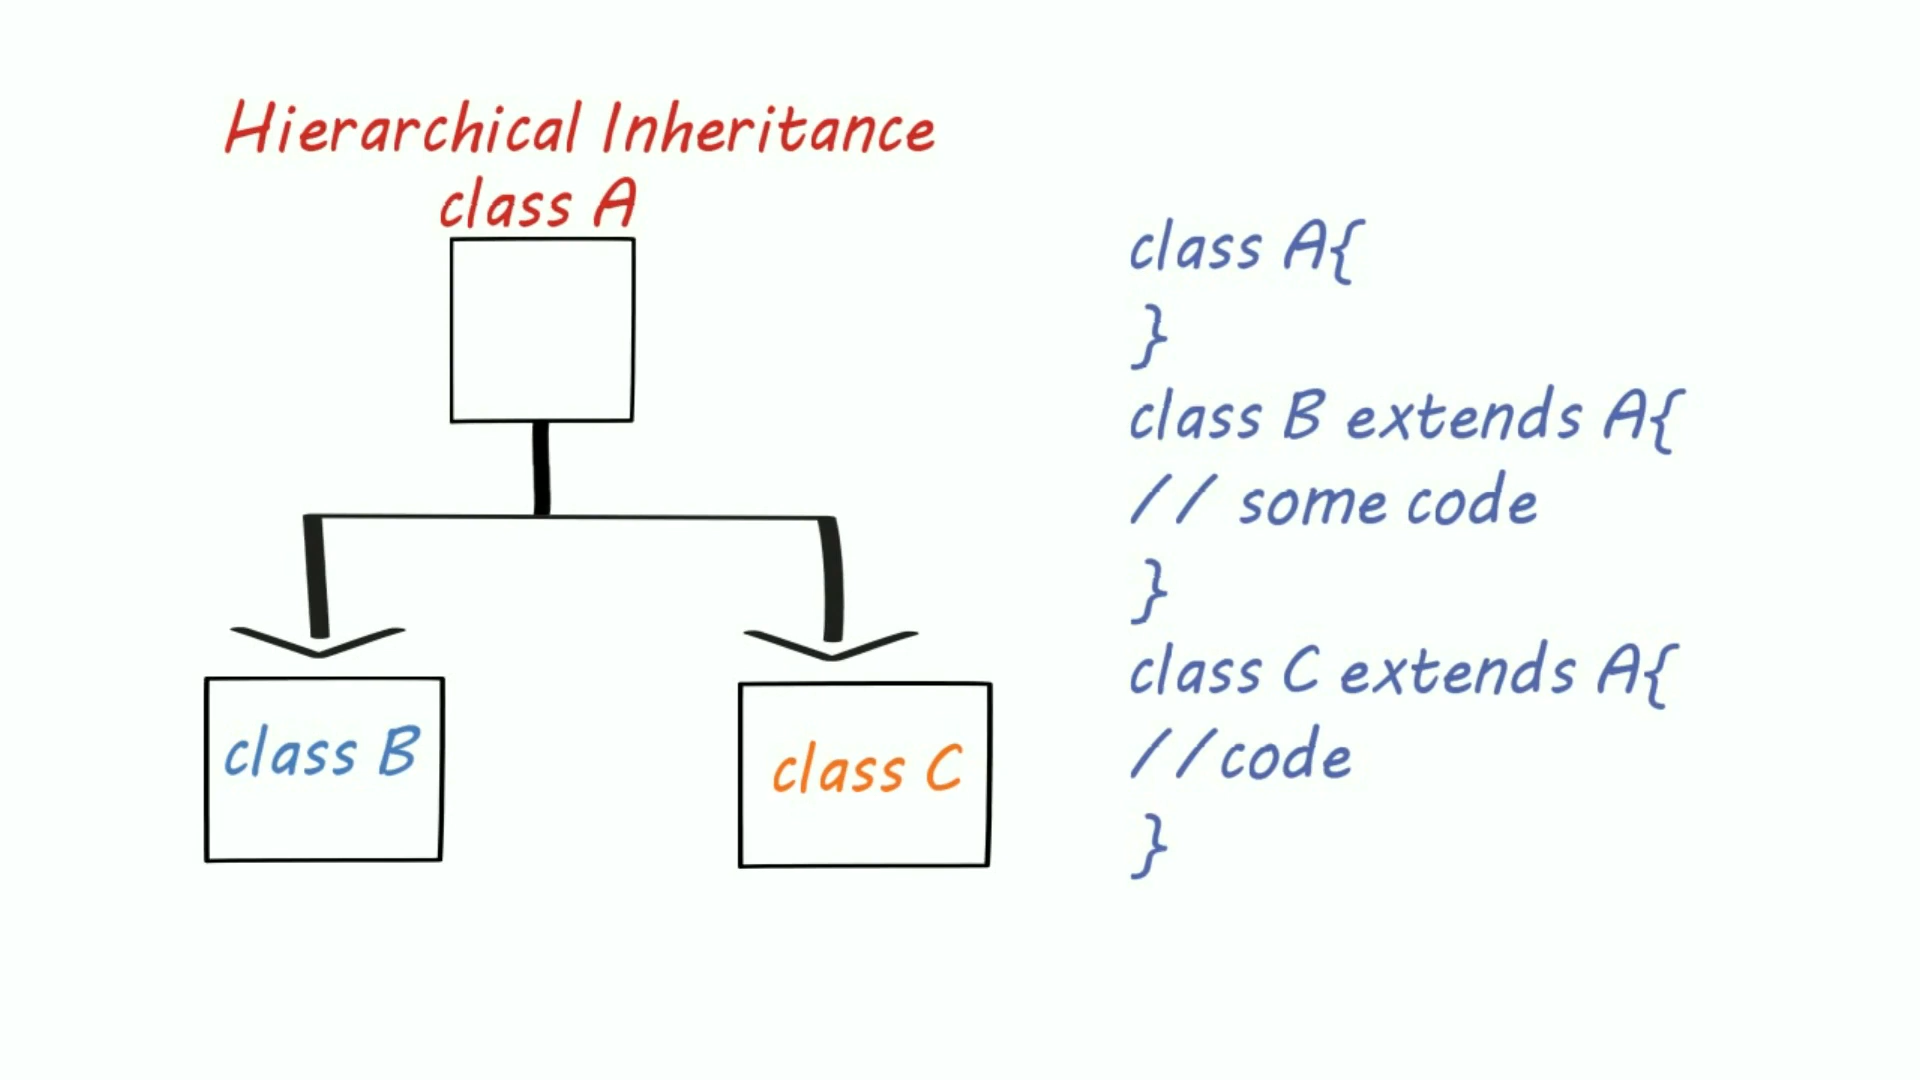 Hierarchical Inheritance
class A
class B
class C
class A{
}
class B extends A{
// some code
}
class C extends A{
//code
}